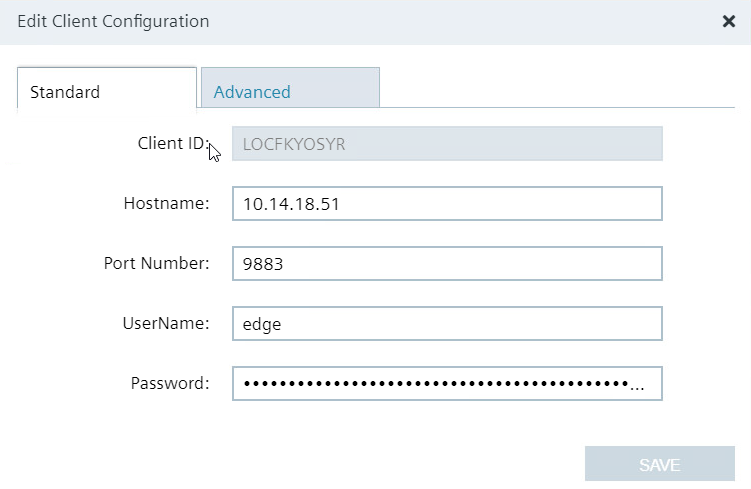 Edit Client Configuration
Standard
Advanced
Client ID: LOCFKYOSYR
Hostname: 10.14.18.51
Port Number: 9883
UserName: edge
Password: •••••••••••••••••••••••••••••••••••••••••••...
SAVE